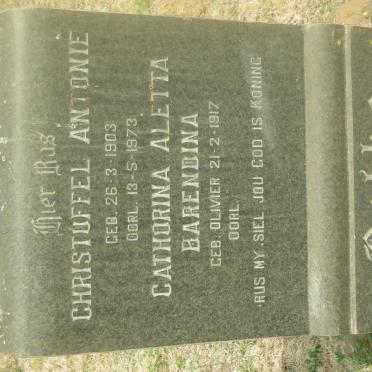 Hier Rus
CHRISTOFFEL ANTONIE
GEB. 26-3-1903
OORL. 13-5-1973
CATHORINA ALETTA
BARENDINA
GEB. OLIVIER 21-2-1917
OORL.
RUS MY SIEL JOU GOD IS KONING